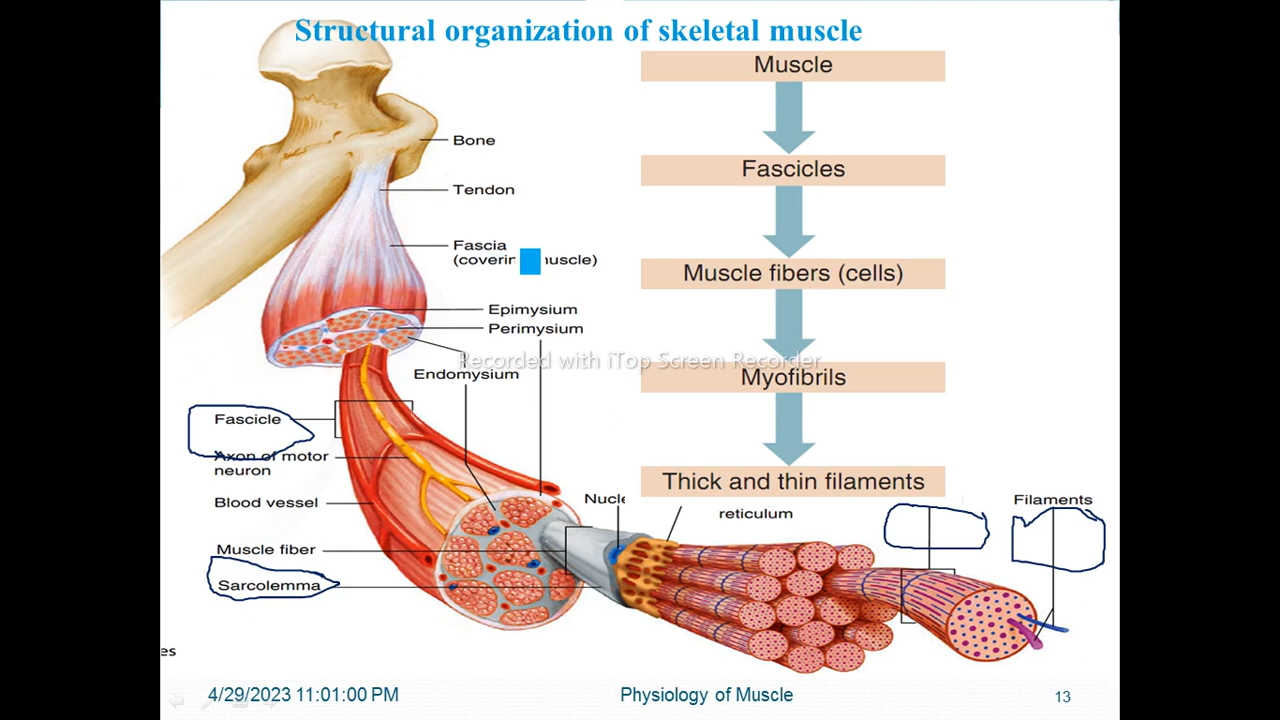 Structural organization of skeletal muscle
Muscle
Fascicles
Muscle fibers (cells)
Myofibrils
Thick and thin filaments
Bone
Tendon
Fascia
(coverin uscle)
Epimysium
Perimysium
Recorded with iTop Screen Recorder
Endomysium
Fascicle
Axon of motor
neuron
Blood vessel
Muscle fiber
Sarcolemma
Nucle
reticulum
Filaments
es
4/29/2023 11:01:00 PM
Physiology of Muscle
13